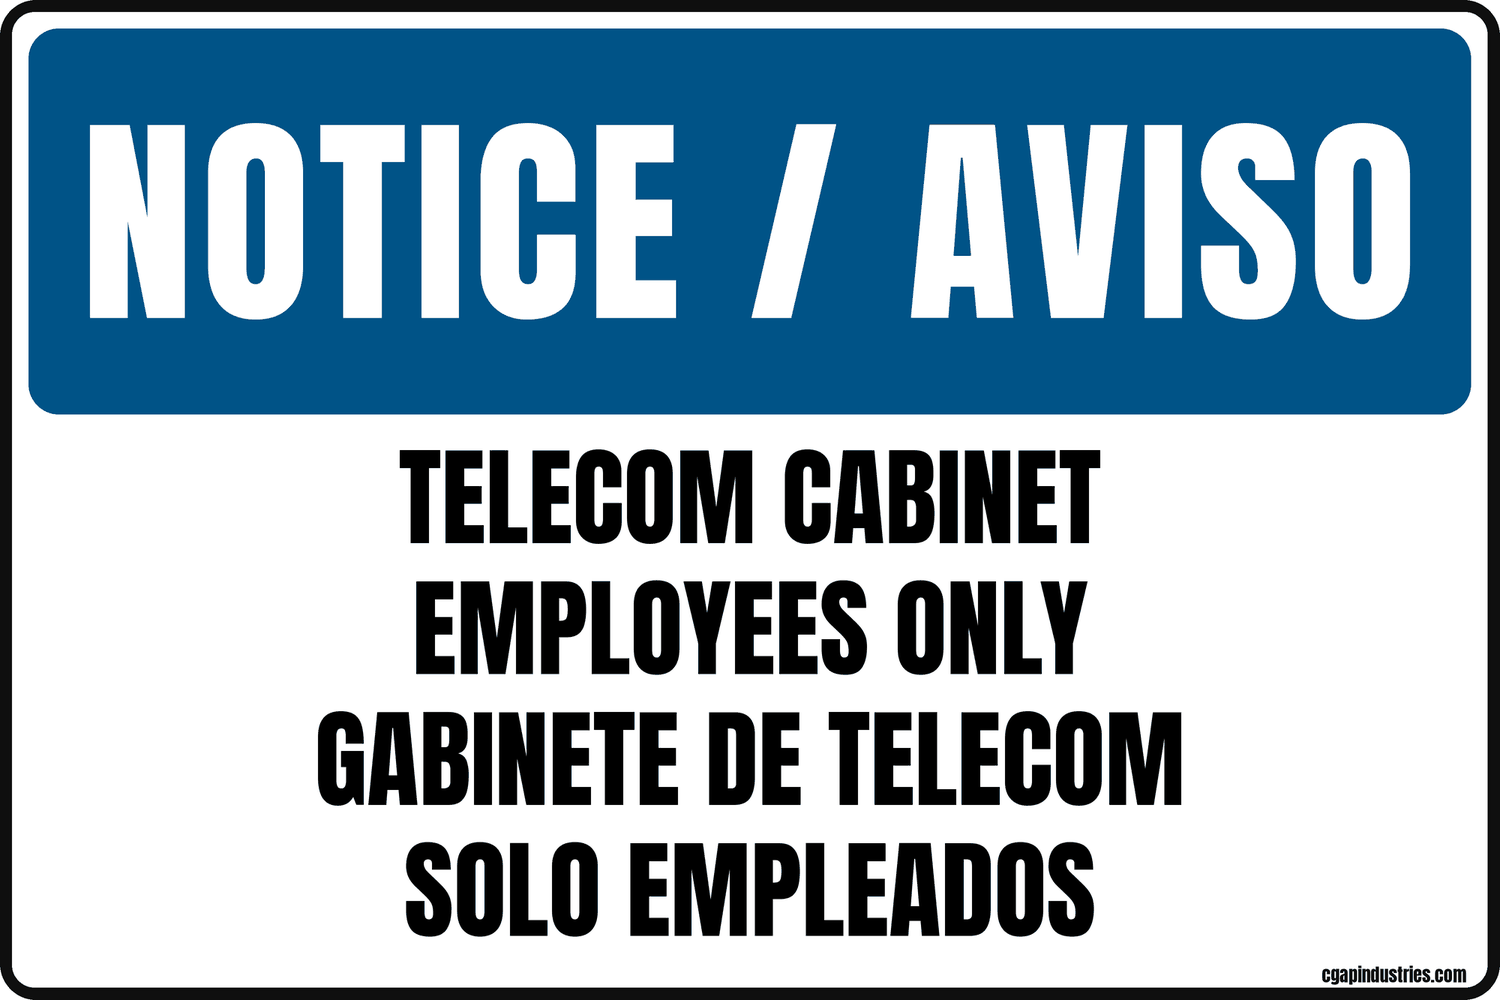 NOTICE / AVISO
TELECOM CABINET
EMPLOYEES ONLY
GABINETE DE TELECOM
SOLO EMPLEADOS
cgapindustries.com